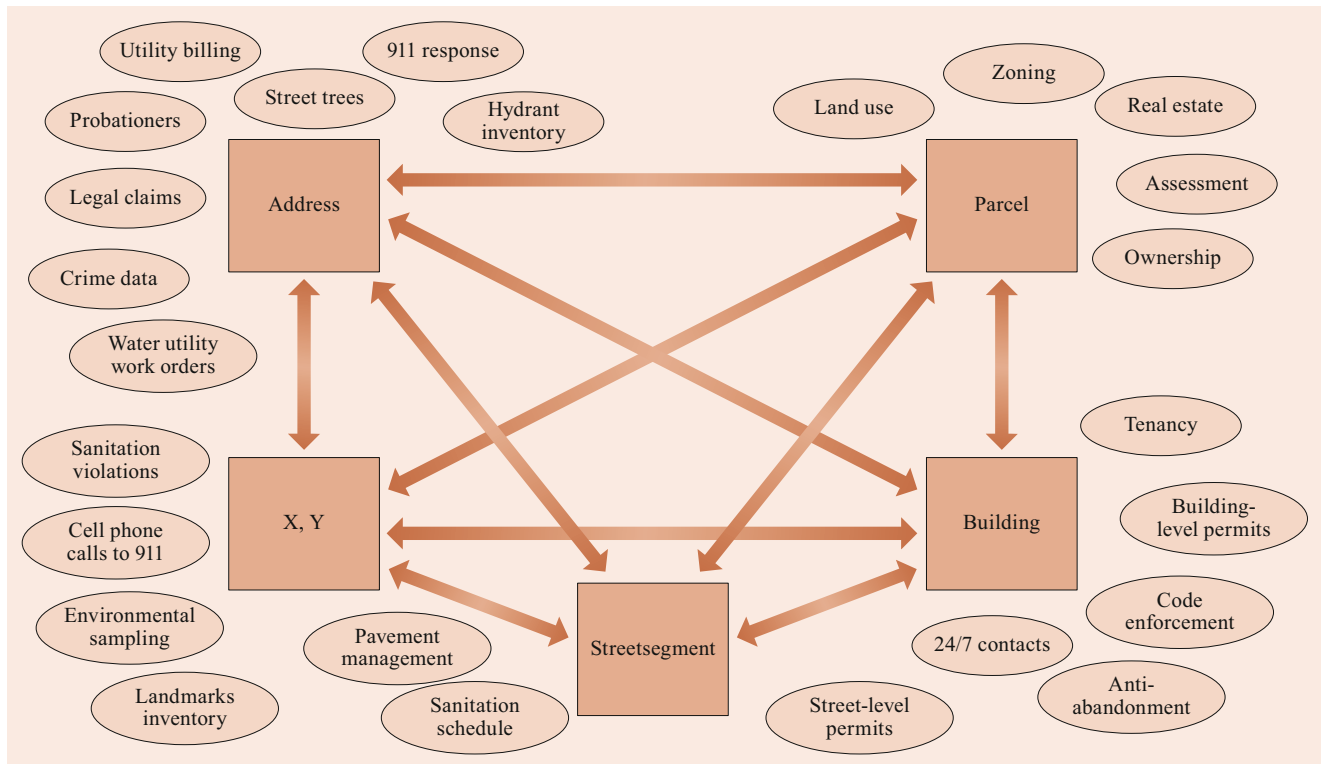 Utility billing
911 response
Street trees
Probationers
Hydrant
inventory
Address
Legal claims
Crime data
Water utility
work orders
Zoning
Land use
Real estate
Parcel
Assessment
Ownership
Sanitation
violations
X, Y
Cell phone
calls to 911
Environmental
sampling
Landmarks
inventory
Pavement
management
Sanitation
schedule
Streetsegment
Street-level
permits
Tenancy
Building
Building-
level permits
Code
enforcement
24/7 contacts
Anti-
abandonment